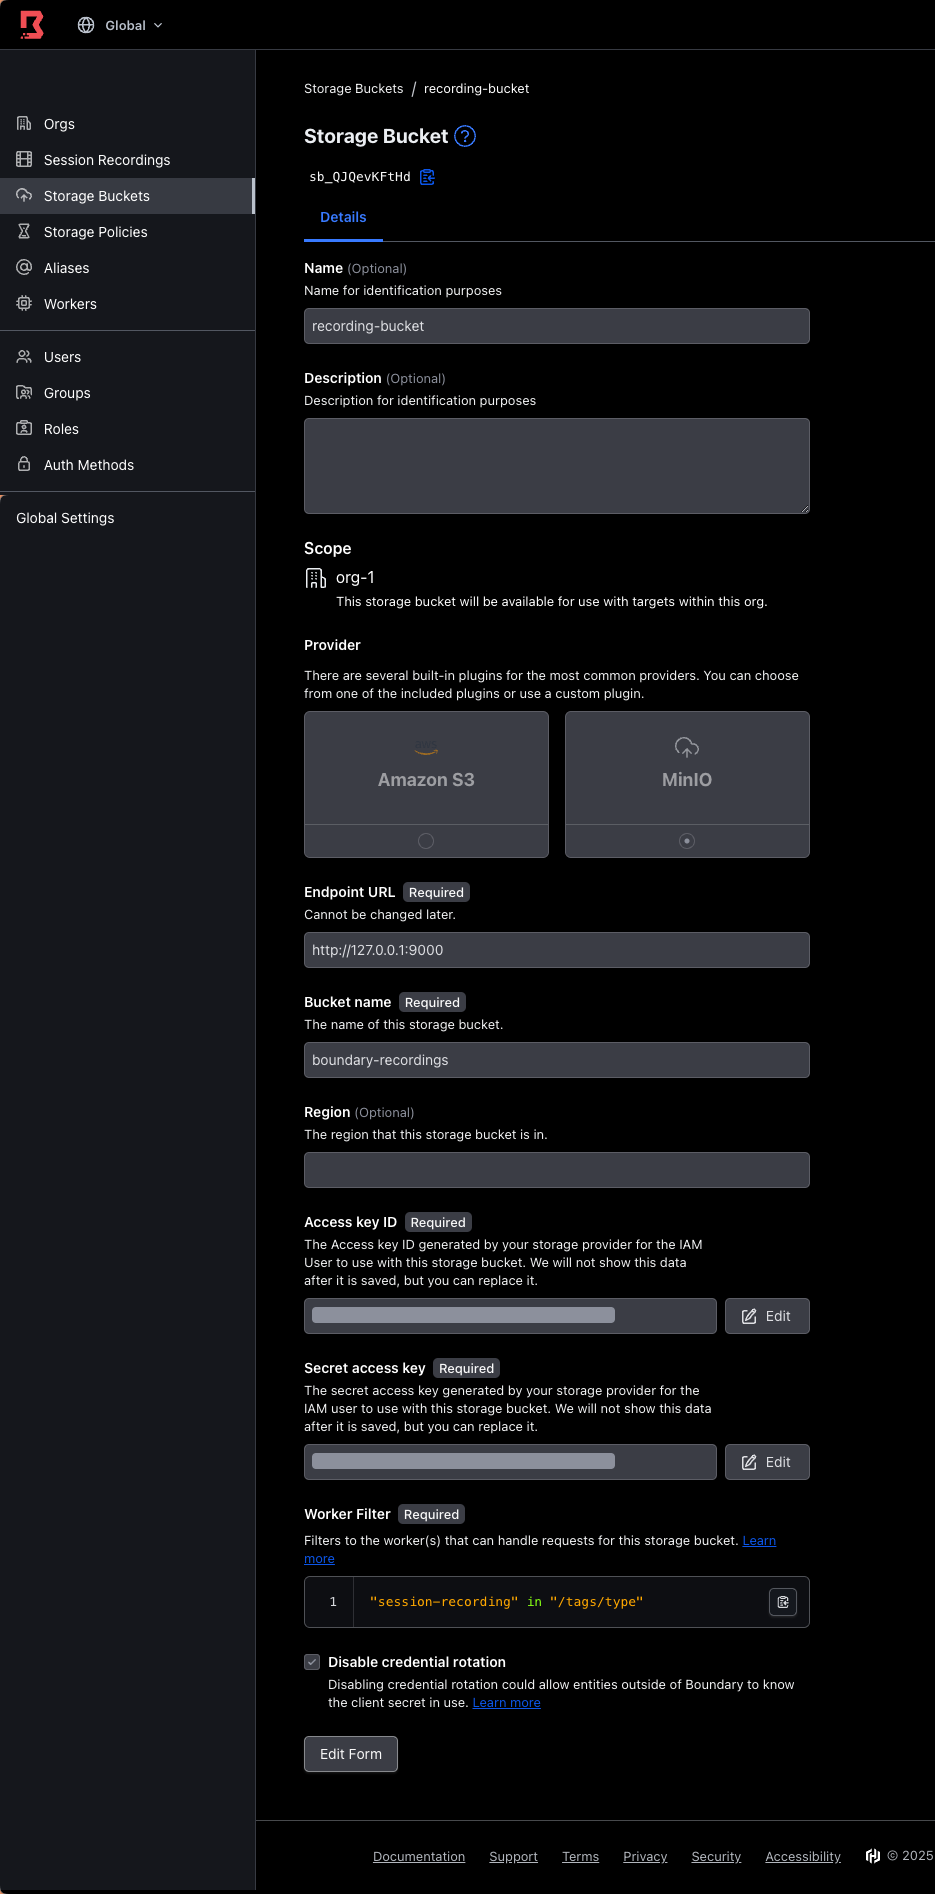 Global
Orgs
Session Recordings
Storage Buckets
Storage Policies
Aliases
Workers
Users
Groups
Roles
Auth Methods
Global Settings
Storage Buckets / recording-bucket
Storage Bucket
sb_QJQevKFtHd
Details
Name (Optional)
Name for identification purposes
recording-bucket
Description (Optional)
Description for identification purposes
Scope
org-1
This storage bucket will be available for use with targets within this org.
Provider
There are several built-in plugins for the most common providers. You can choose
from one of the included plugins or use a custom plugin.
Amazon S3
MinIO
Endpoint URL Required
Cannot be changed later.
http://127.0.0.1:9000
Bucket name Required
The name of this storage bucket.
boundary-recordings
Region (Optional)
The region that this storage bucket is in.
Access key ID Required
The Access key ID generated by your storage provider for the IAM
User to use with this storage bucket. We will not show this data
after it is saved, but you can replace it.
Edit
Secret access key Required
The secret access key generated by your storage provider for the
IAM user to use with this storage bucket. We will not show this data
after it is saved, but you can replace it.
Edit
Worker Filter Required
Filters to the worker(s) that can handle requests for this storage bucket. Learn
more
1 "session-recording" in "/tags/type"
Disable credential rotation
Disabling credential rotation could allow entities outside of Boundary to know
the client secret in use. Learn more
Edit Form
Documentation Support Terms Privacy Security Accessibility © 2025